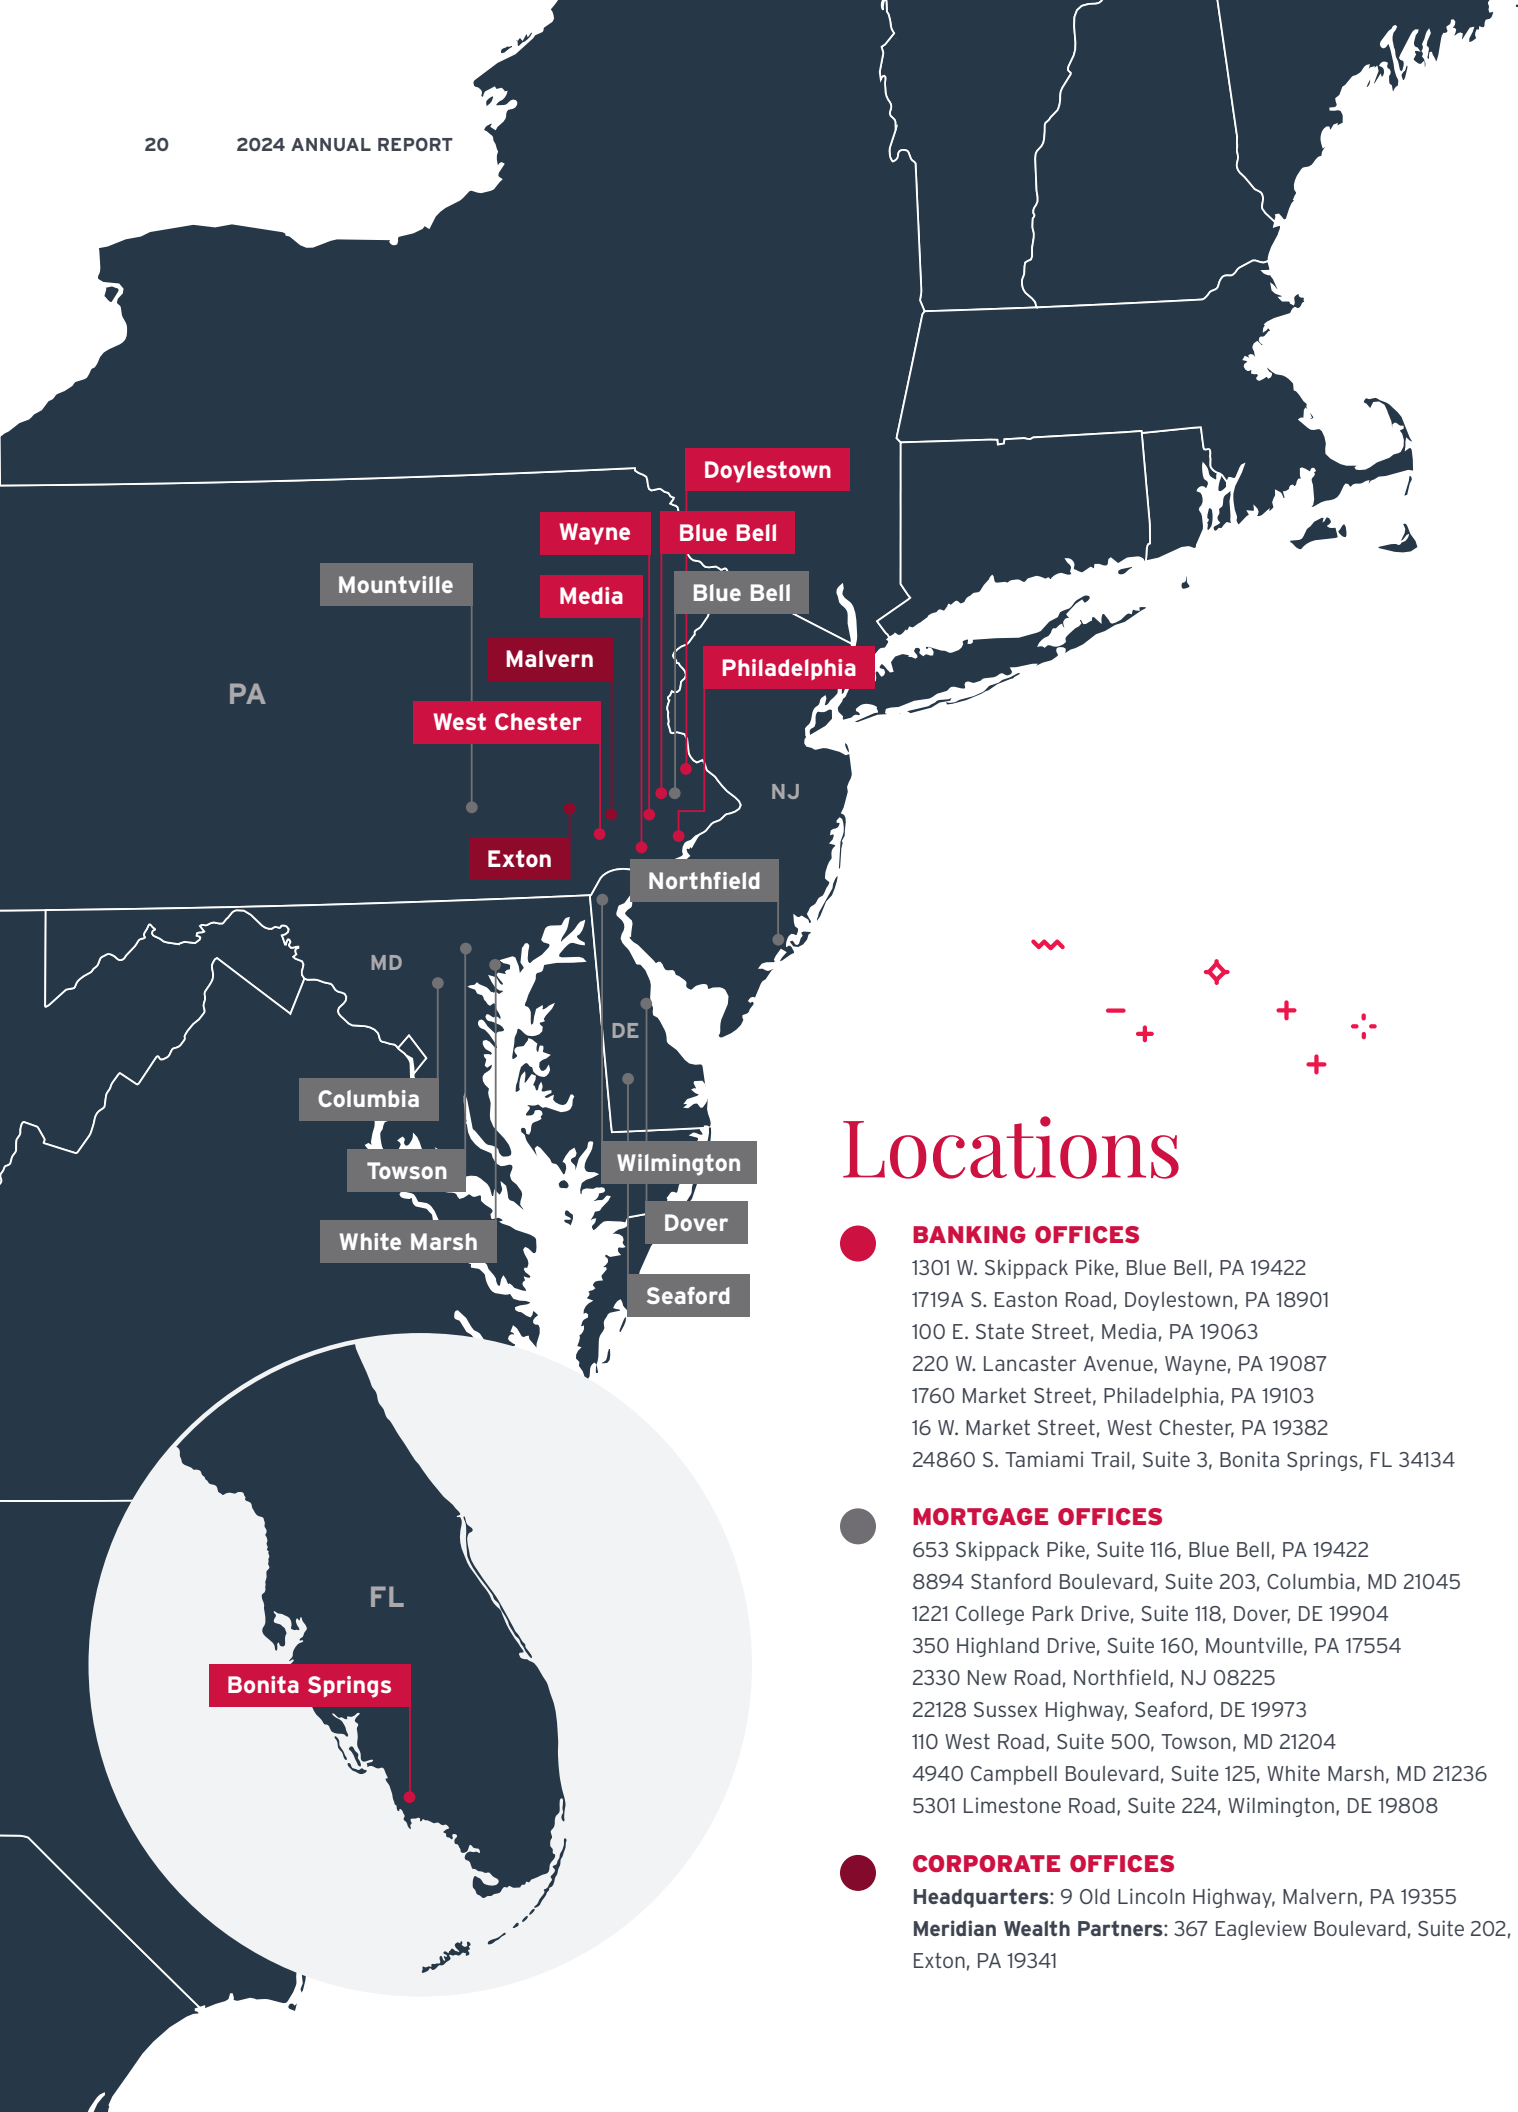 20 2024 ANNUAL REPORT
Doylestown
Wayne
Blue Bell
Mountville
Media
Blue Bell
Malvern
Philadelphia
PA
West Chester
NJ
Exton
Northfield
MD
DE
Columbia
Towson
Wilmington
White Marsh
Dover
Seaford
FL
Bonita Springs
Locations
BANKING OFFICES
1301 W. Skippack Pike, Blue Bell, PA 19422
1719A S. Easton Road, Doylestown, PA 18901
100 E. State Street, Media, PA 19063
220 W. Lancaster Avenue, Wayne, PA 19087
1760 Market Street, Philadelphia, PA 19103
16 W. Market Street, West Chester, PA 19382
24860 S. Tamiami Trail, Suite 3, Bonita Springs, FL 34134
MORTGAGE OFFICES
653 Skippack Pike, Suite 116, Blue Bell, PA 19422
8894 Stanford Boulevard, Suite 203, Columbia, MD 21045
1221 College Park Drive, Suite 118, Dover, DE 19904
350 Highland Drive, Suite 160, Mountville, PA 17554
2330 New Road, Northfield, NJ 08225
22128 Sussex Highway, Seaford, DE 19973
110 West Road, Suite 500, Towson, MD 21204
4940 Campbell Boulevard, Suite 125, White Marsh, MD 21236
5301 Limestone Road, Suite 224, Wilmington, DE 19808
CORPORATE OFFICES
Headquarters: 9 Old Lincoln Highway, Malvern, PA 19355
Meridian Wealth Partners: 367 Eagleview Boulevard, Suite 202,
Exton, PA 19341